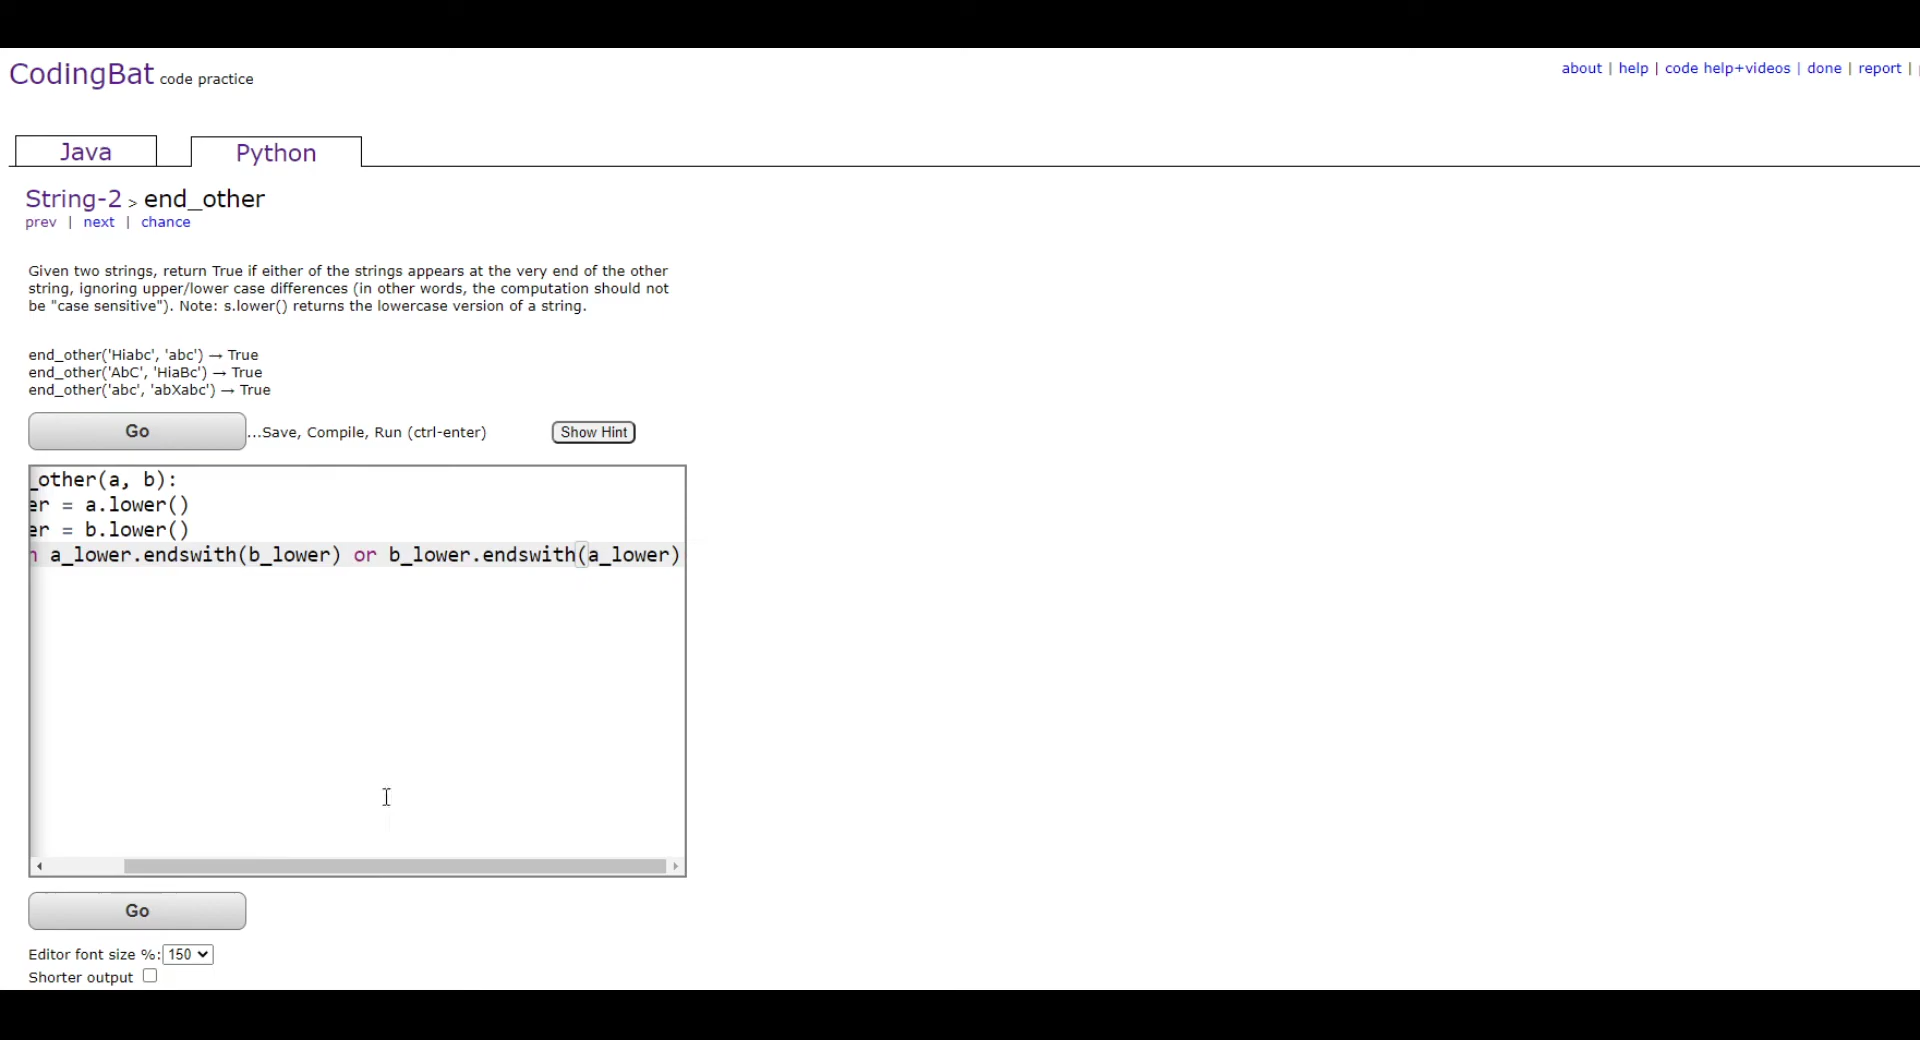 CodingBat code practice
about | help | code help+videos | done | report |
Java
Python
String-2 > end_other
prev | next | chance
Given two strings, return True if either of the strings appears at the very end of the other
string, ignoring upper/lower case differences (in other words, the computation should not
be "case sensitive"). Note: s.lower() returns the lowercase version of a string.
end_other('Hiabc', 'abc') → True
end_other('AbC', 'HiaBc') → True
end_other('abc', 'abXabc') → True
Go
...Save, Compile, Run (ctrl-enter)
Show Hint
_other(a, b):
er = a.lower()
er = b.lower()
a_lower.endswith(b_lower) or b_lower.endswith(a_lower)
Go
Editor font size %: 150
Shorter output